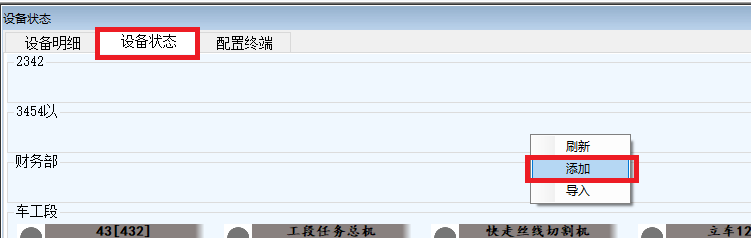 设备状态
设备明细 设备状态 配置终端
2342
3454以
刷新
财务部 添加
导入
车工段
43[432] 工段任务总机 快走丝线切割机 立车12